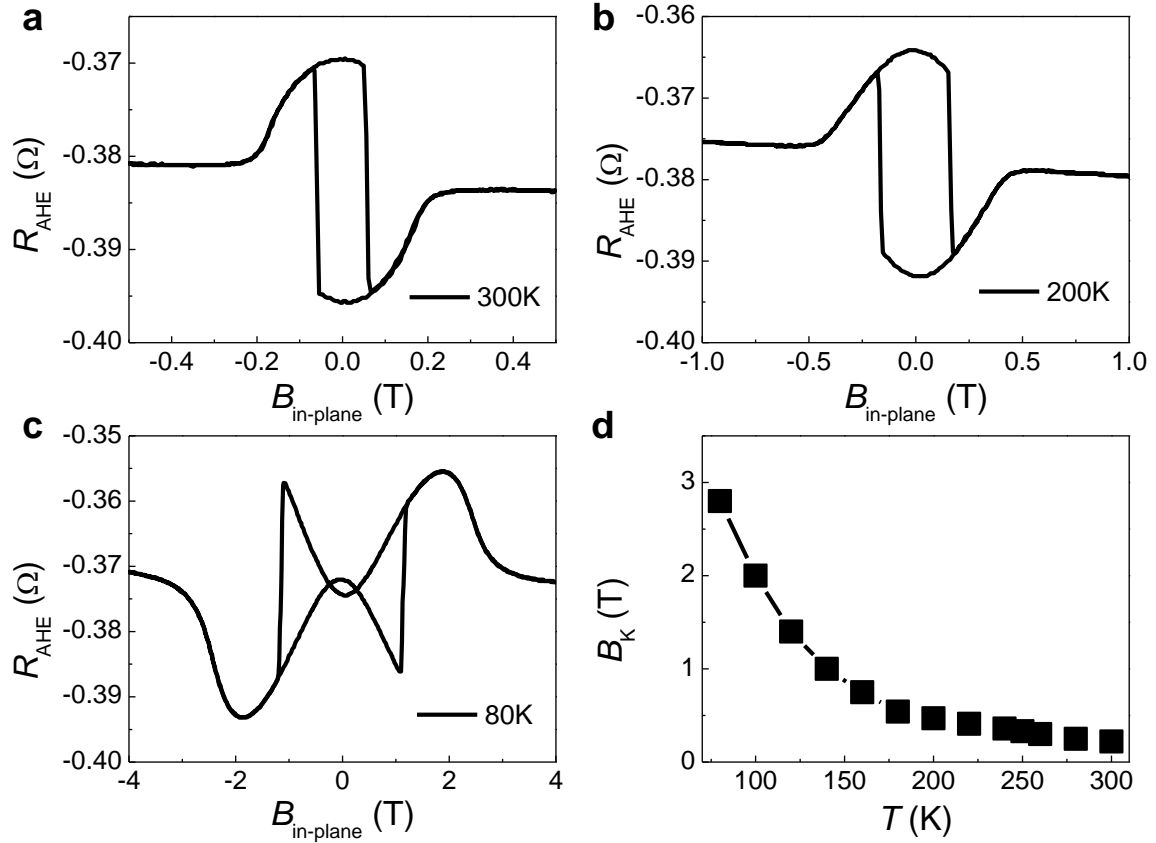 a
-0.37
-0.38
-0.39
-0.40
R_AHE (Ω)
300K
-0.4 -0.2 0.0 0.2 0.4
B_in-plane (T)
b
-0.36
-0.37
-0.38
-0.39
-0.40
R_AHE (Ω)
200K
-1.0 -0.5 0.0 0.5 1.0
B_in-plane (T)
c
-0.35
-0.36
-0.37
-0.38
-0.39
-0.40
R_AHE (Ω)
80K
-4 -2 0 2 4
B_in-plane (T)
d
3
2
1
0
B_K (T)
100 150 200 250 300
T (K)